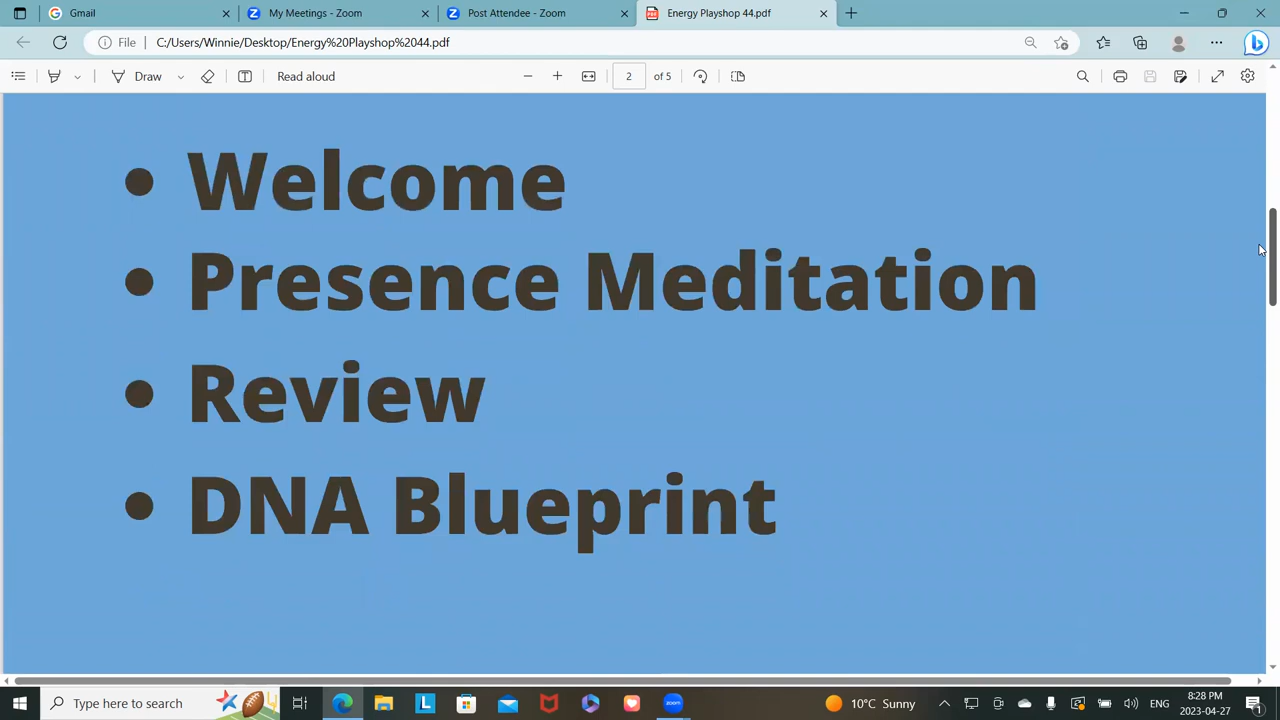 Gmail
My Meetings - Zoom
Post Attendee - Zoom
Energy Playshop 44.pdf
File
C:/Users/Winnie/Desktop/Energy%20Playshop%2044.pdf
Draw
Read aloud
2
of 5
• Welcome
• Presence Meditation
• Review
• DNA Blueprint
Type here to search
L
zoom
10°C Sunny
ENG
8:28 PM
2023-04-27
1